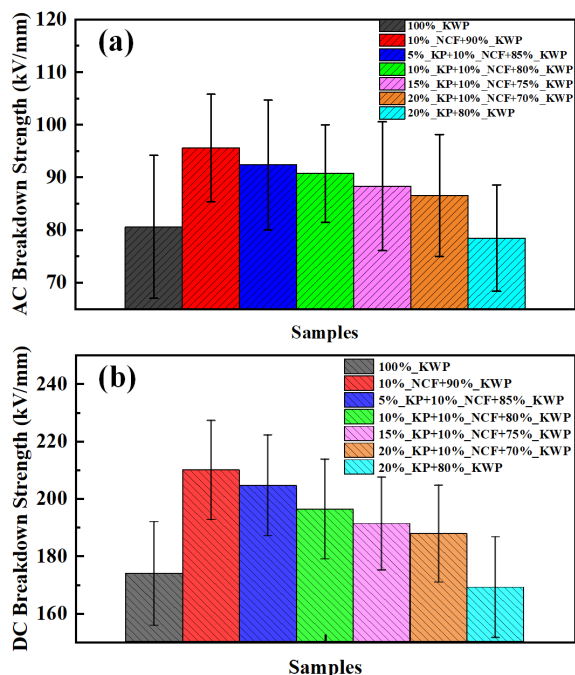 (a)
100%_KWP
10%_NCF+90%_KWP
5%_KP+10%_NCF+85%_KWP
10%_KP+10%_NCF+80%_KWP
15%_KP+10%_NCF+75%_KWP
20%_KP+10%_NCF+70%_KWP
20%_KP+80%_KWP
AC Breakdown Strength (kV/mm)
120
110
100
90
80
70
Samples
(b)
100%_KWP
10%_NCF+90%_KWP
5%_KP+10%_NCF+85%_KWP
10%_KP+10%_NCF+80%_KWP
15%_KP+10%_NCF+75%_KWP
20%_KP+10%_NCF+70%_KWP
20%_KP+80%_KWP
DC Breakdown Strength (kV/mm)
240
220
200
180
160
Samples